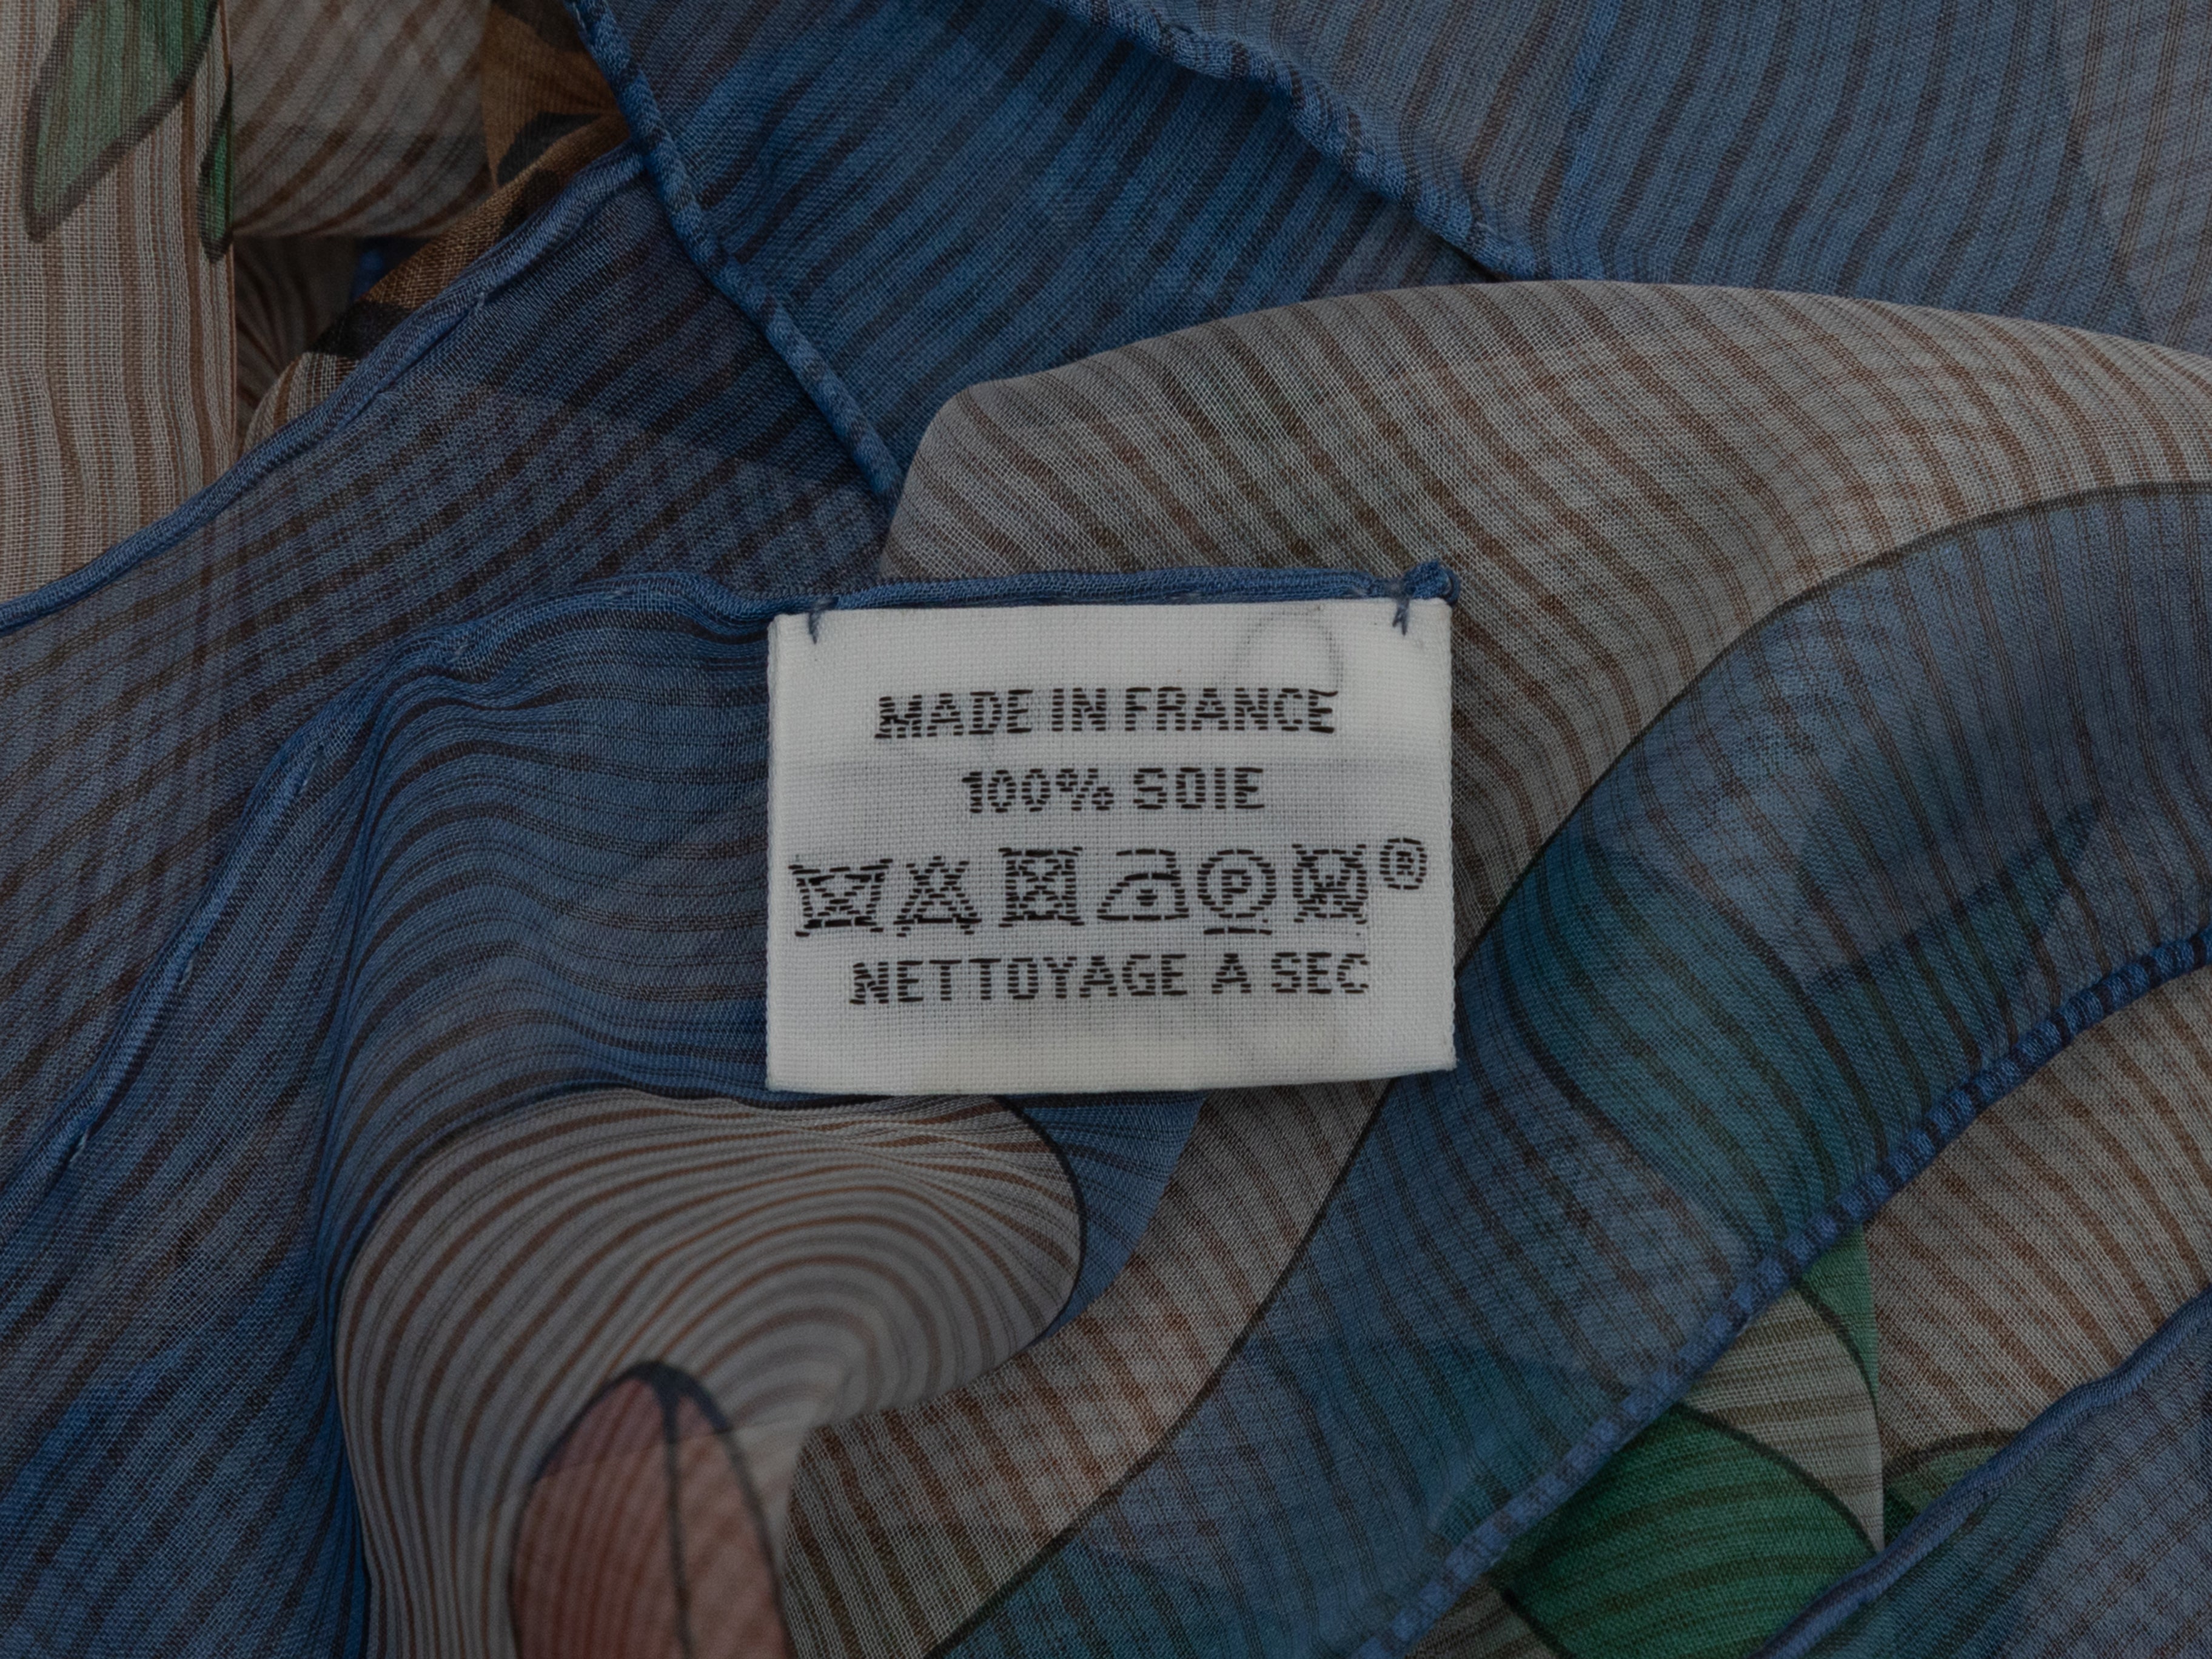 MADE IN FRANCE
100% SOIE
P W ®
NETTOYAGE A SEC